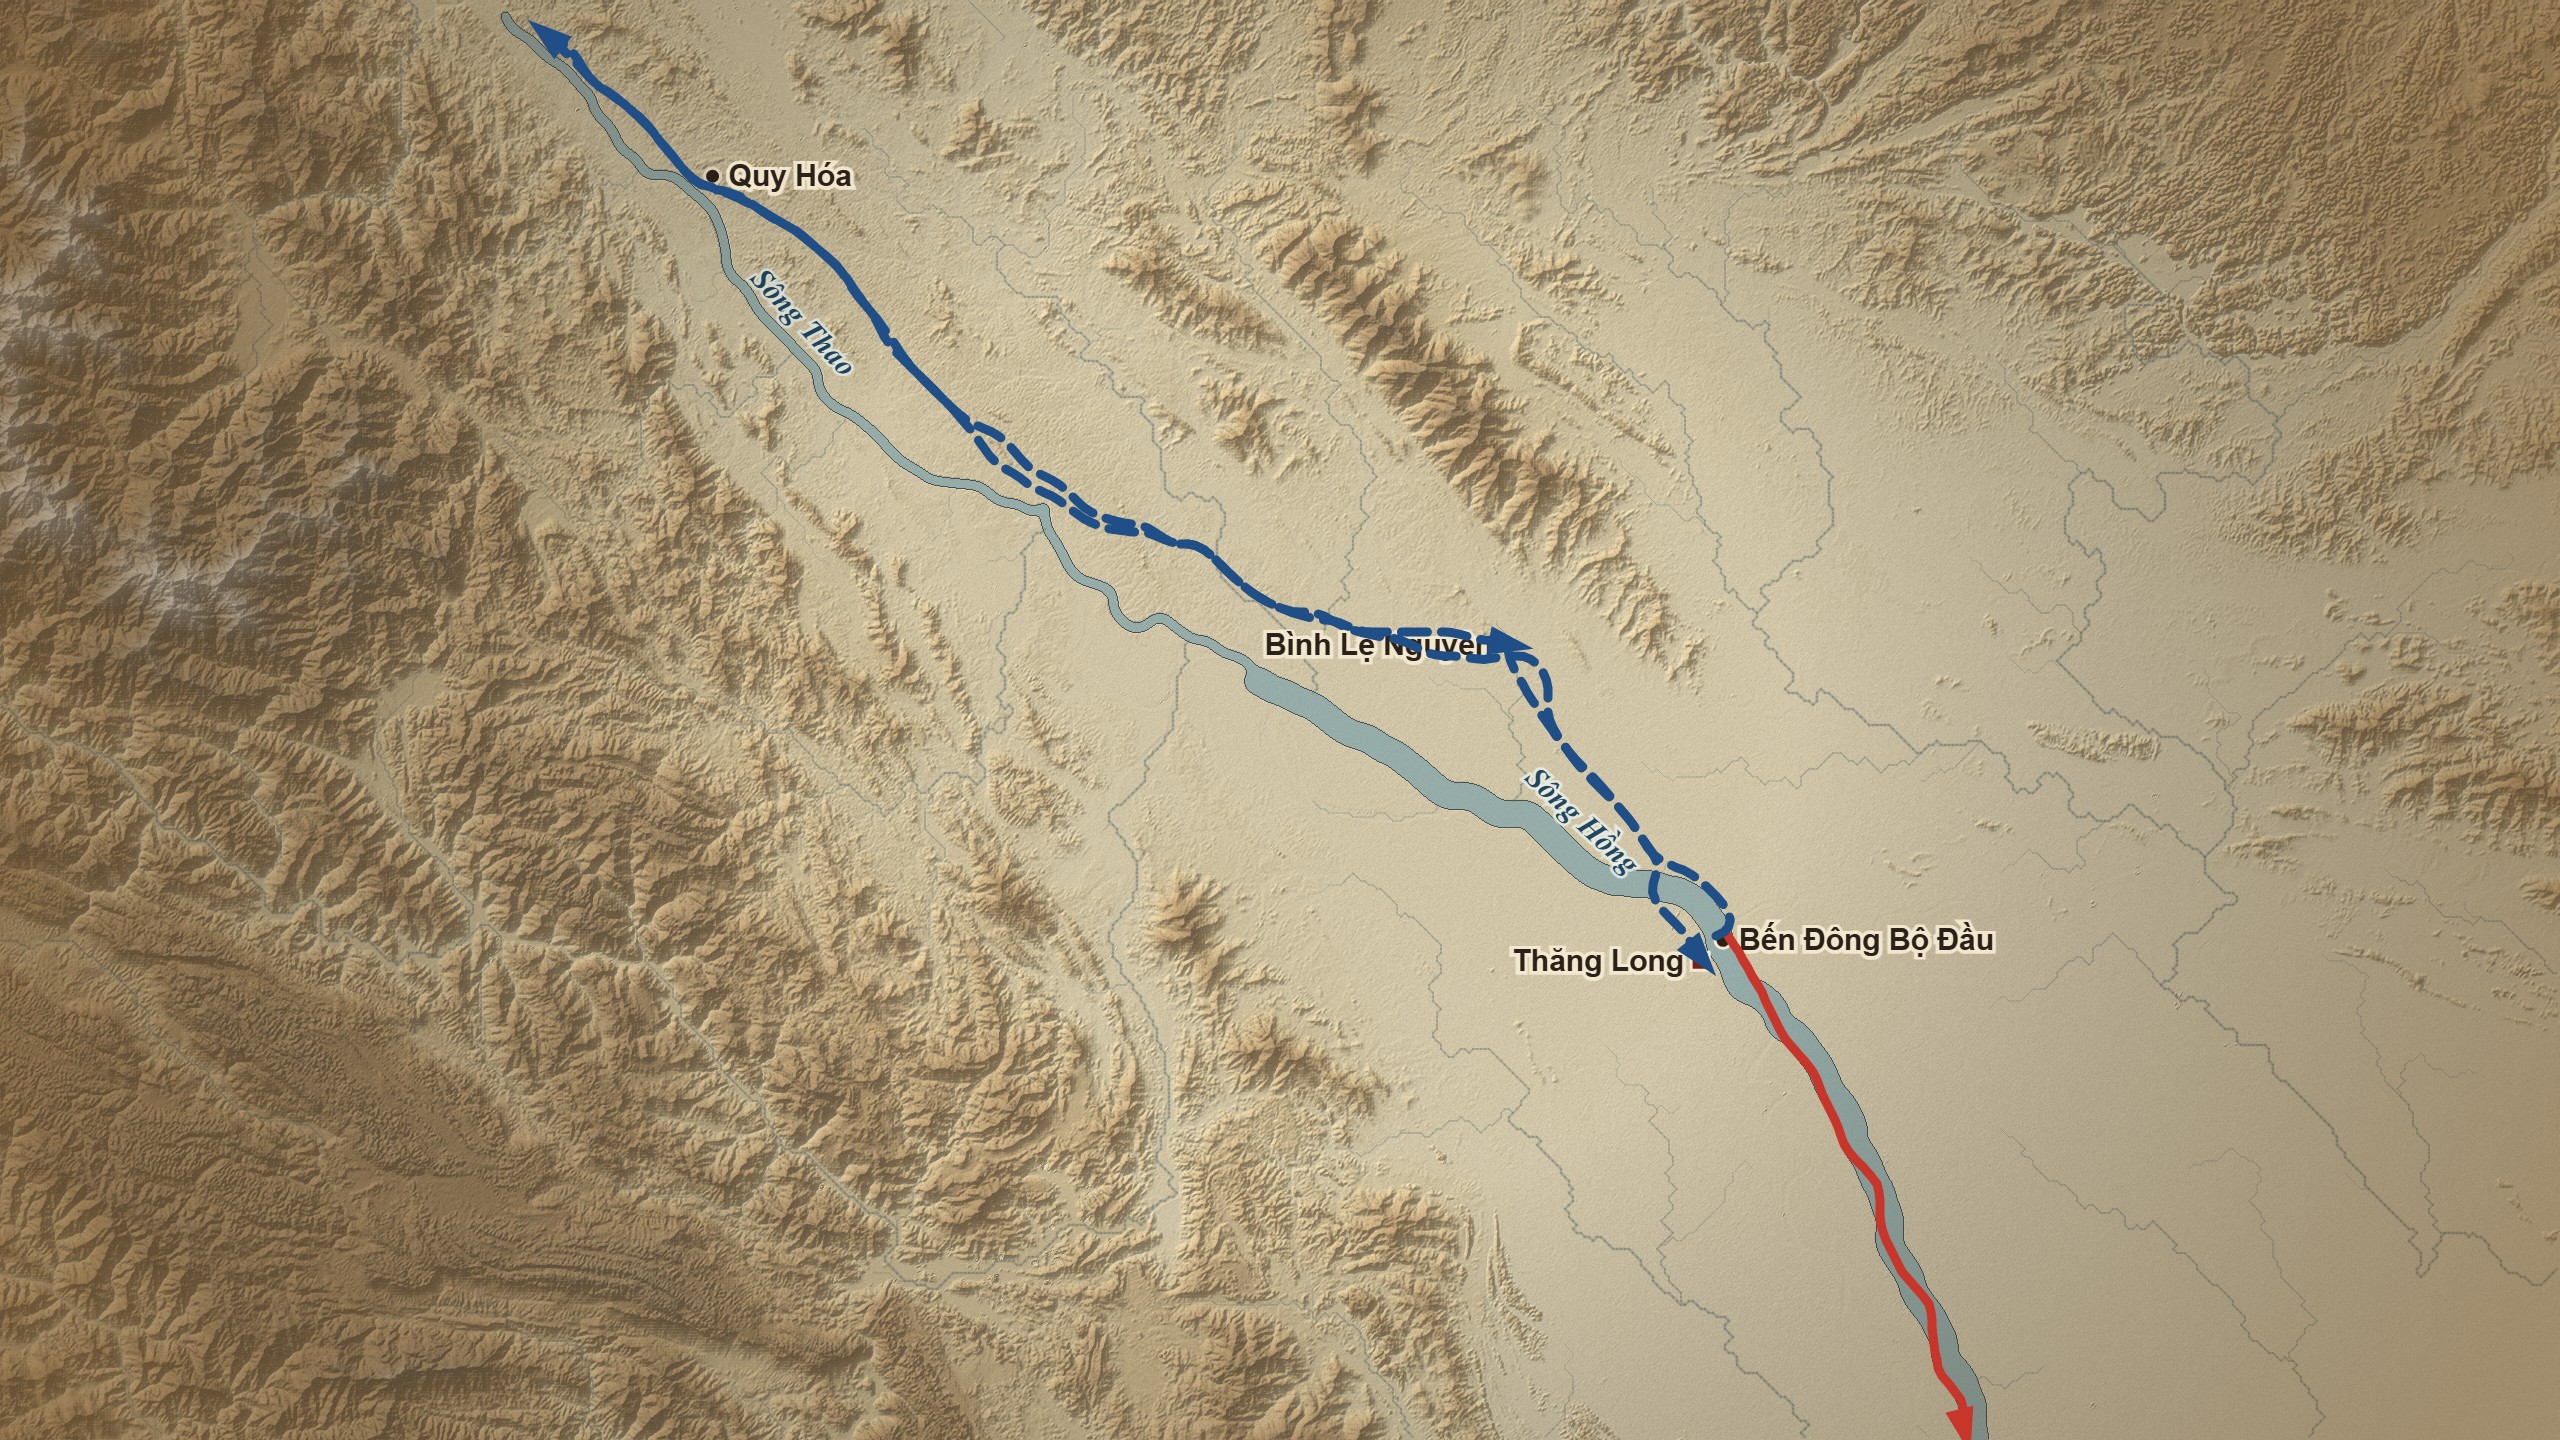 Quy Hóa
Sông Thao
Bình Lệ Nguyên
Sông Hồng
Bến Đông Bộ Đầu
Thăng Long